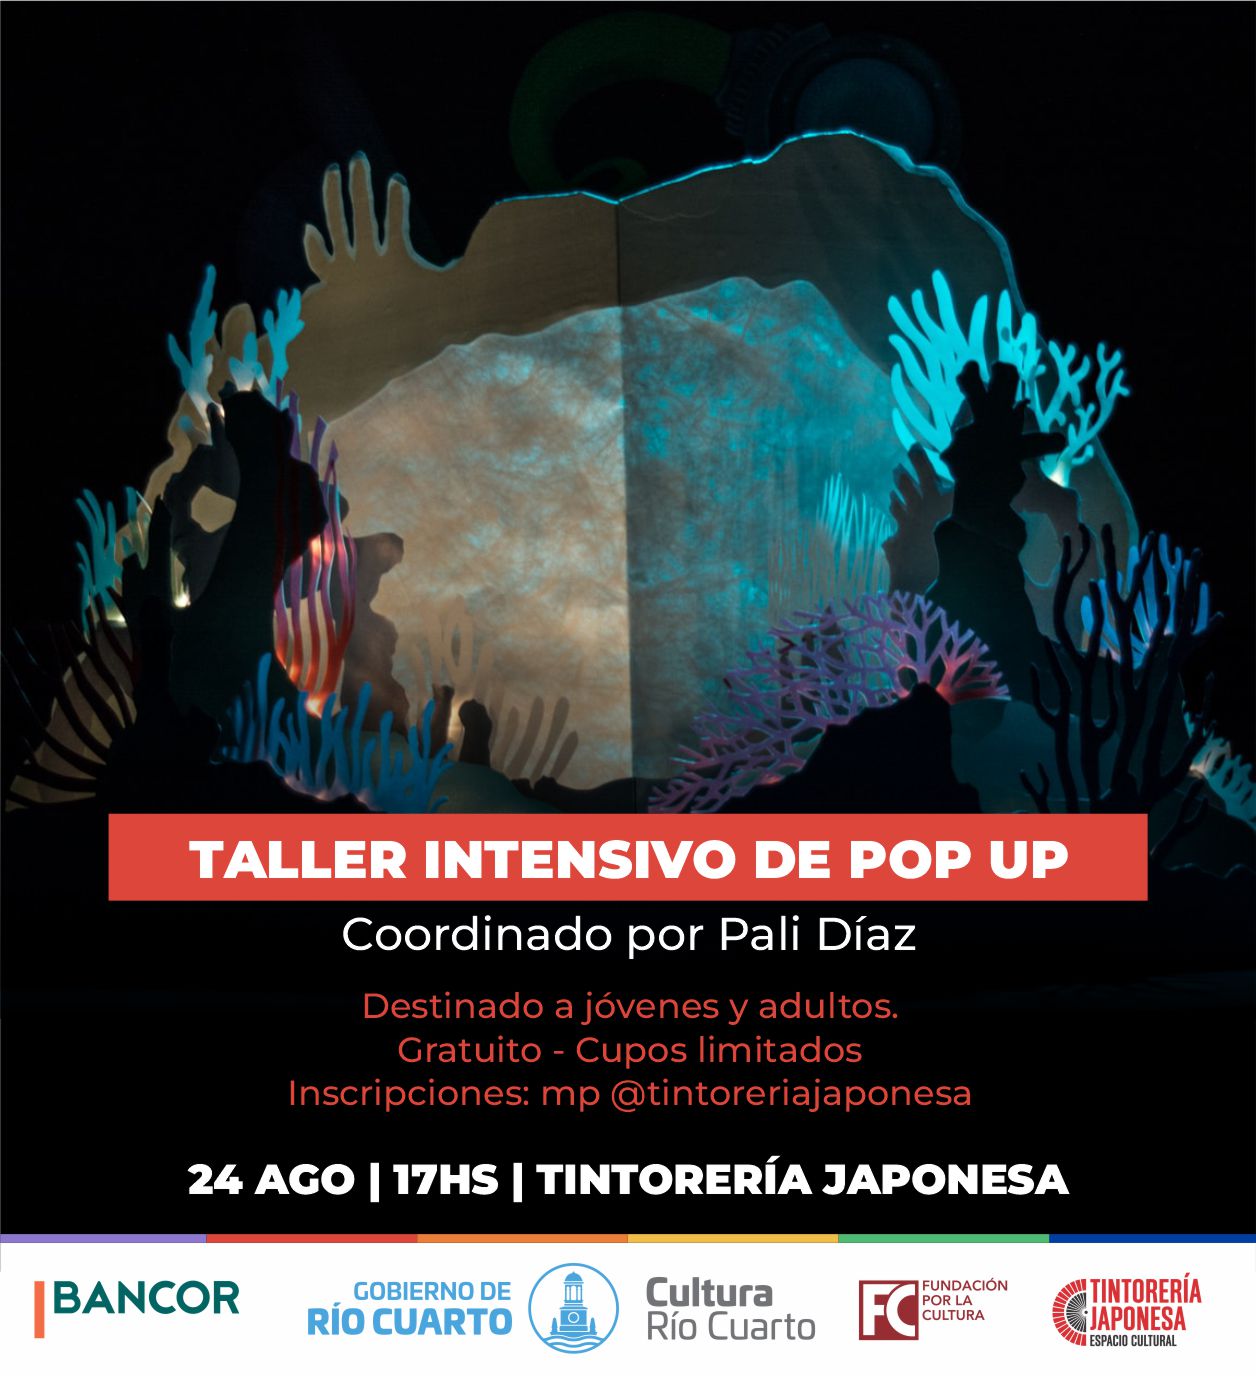 TALLER INTENSIVO DE POP UP
Coordinado por Pali Díaz
Destinado a jóvenes y adultos.
Gratuito - Cupos limitados
Inscripciones: mp @tintoreriajaponesa
24 AGO | 17HS | TINTORERÍA JAPONESA
BANCOR
GOBIERNO DE
RÍO CUARTO
Cultura
Río Cuarto
FC
FUNDACIÓN
POR LA
CULTURA
TINTORERÍA
JAPONESA
ESPACIO CULTURAL